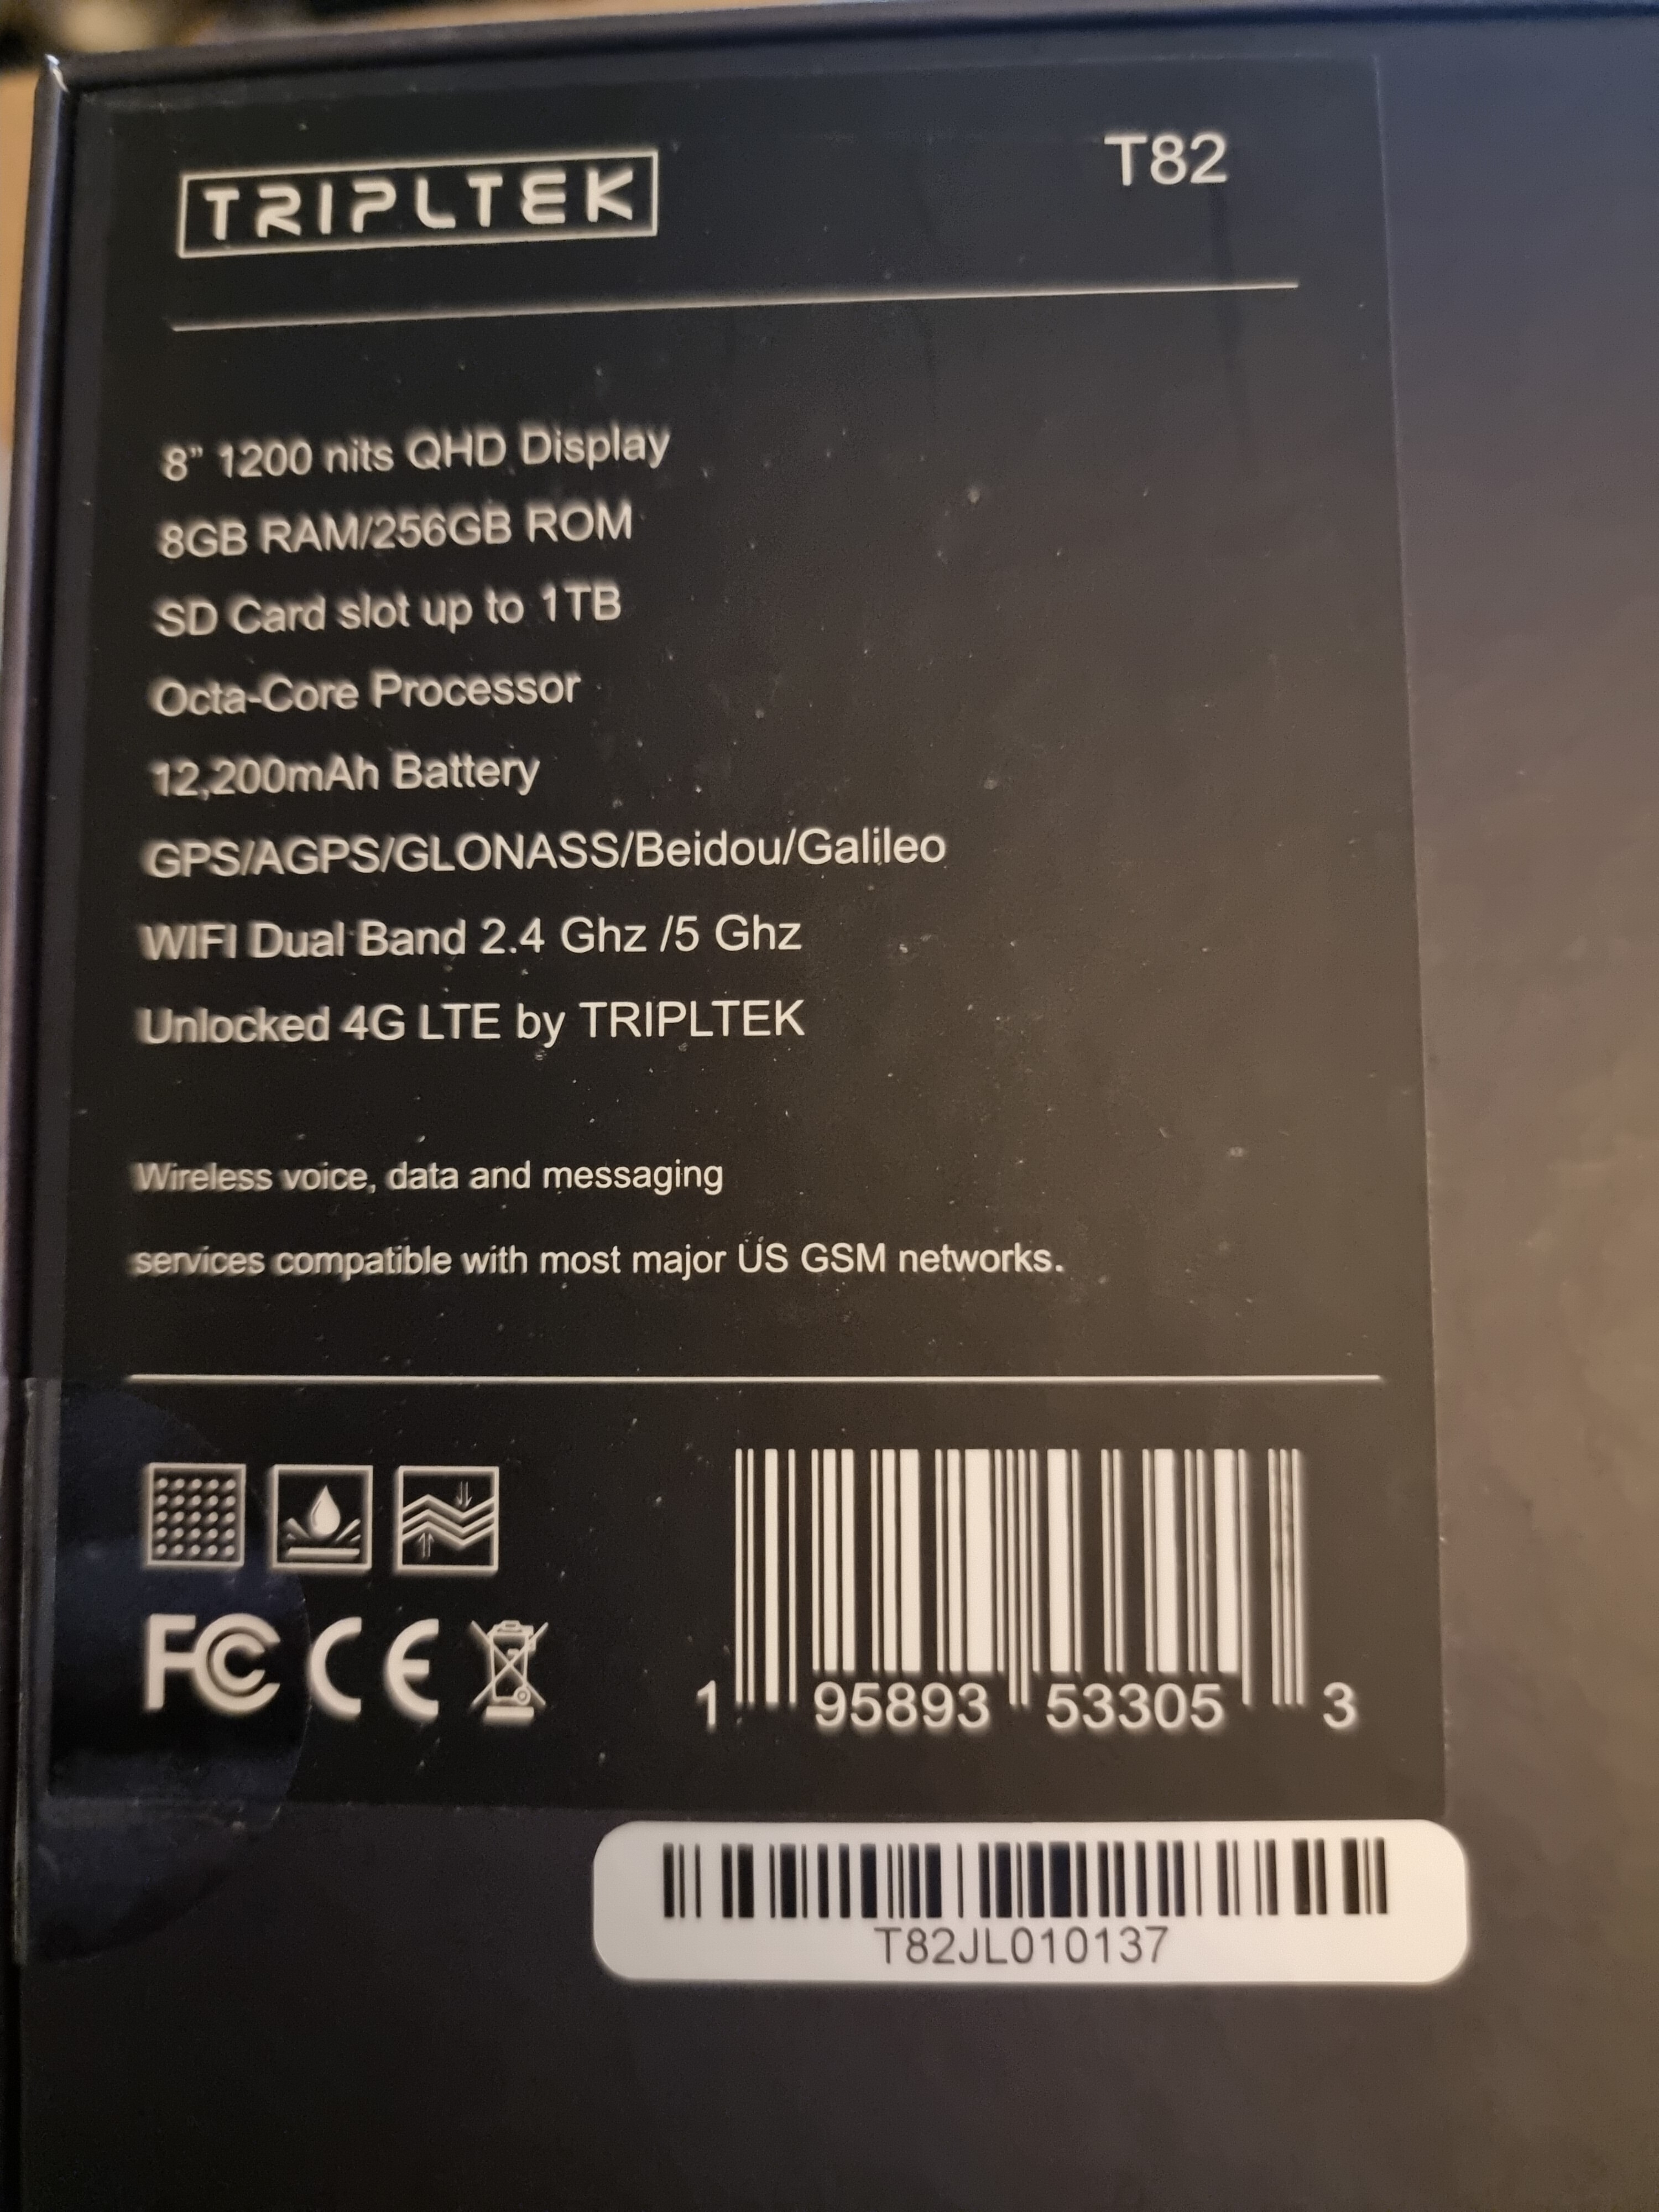 TRIPLTEK
T82
8" 1200 nits QHD Display
8GB RAM/256GB ROM
SD Card slot up to 1TB
Octa-Core Processor
12,200mAh Battery
GPS/AGPS/GLONASS/Beidou/Galileo
WIFI Dual Band 2.4 Ghz /5 Ghz
Unlocked 4G LTE by TRIPLTEK
Wireless voice, data and messaging
services compatible with most major US GSM networks.
FC CE
1 95893 53305 3
T82JL010137